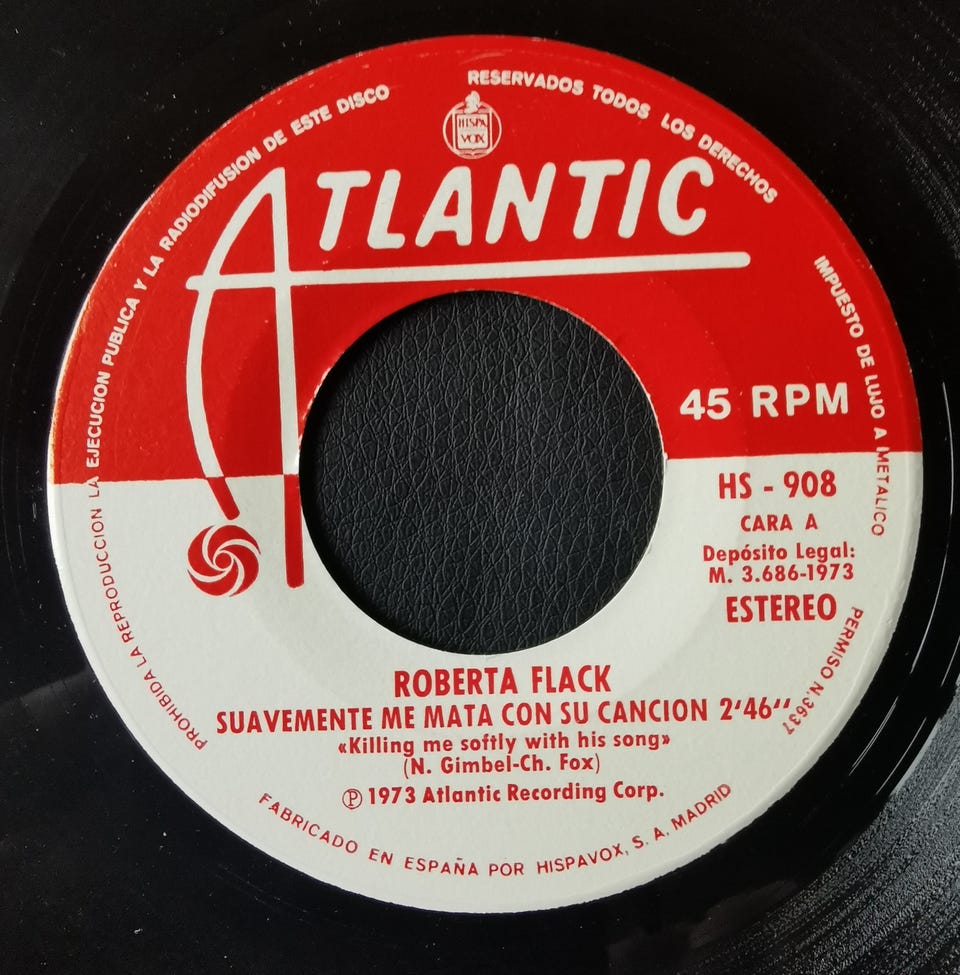 PROHIBIDA LA REPRODUCCION LA EJECUCION PUBLICA Y LA RADIODIFUSION DE ESTE DISCO
RESERVADOS TODOS LOS DERECHOS
IMPUESTO DE LUJO A METALICO
PERMISO N.3637
HISPA
VOX
ATLANTIC
45 RPM
HS - 908
CARA A
Depósito Legal:
M. 3.686-1973
ESTEREO
ROBERTA FLACK
SUAVEMENTE ME MATA CON SU CANCION 2'46''
«Killing me softly with his song»
(N. Gimbel-Ch. Fox)
Ⓟ 1973 Atlantic Recording Corp.
FABRICADO EN ESPAÑA POR HISPAVOX, S. A. MADRID